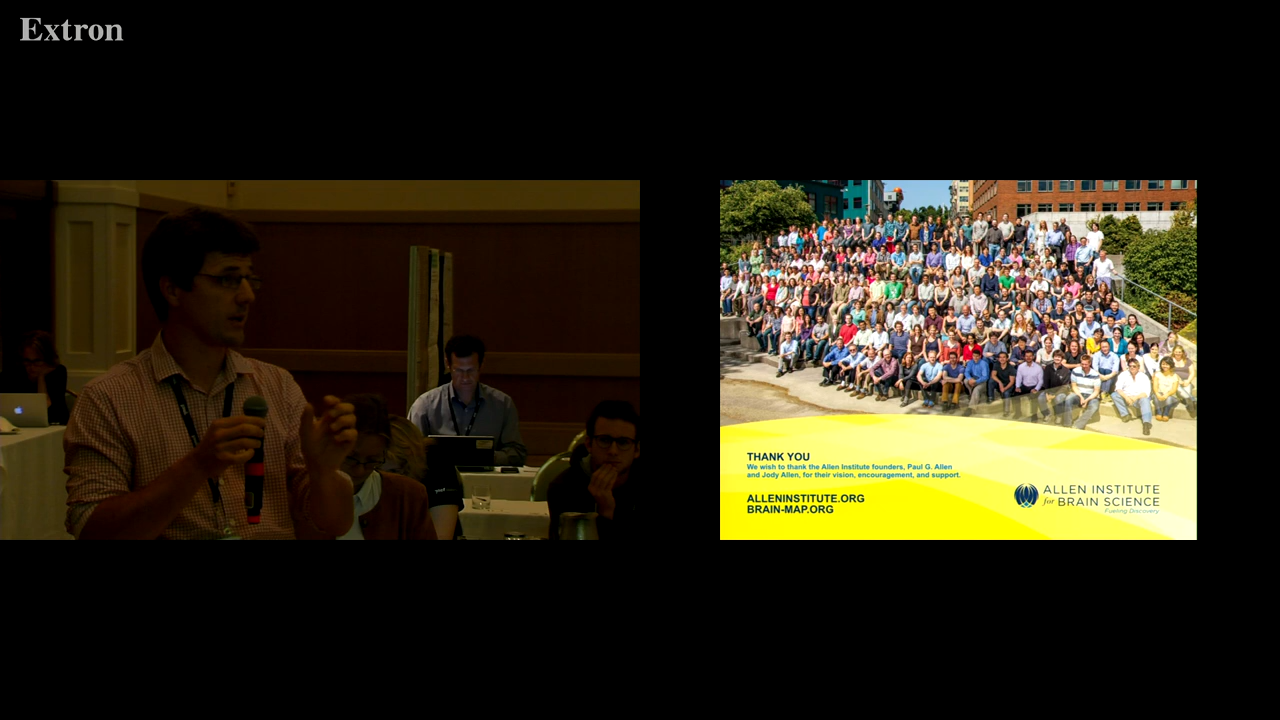 Extron
THANK YOU
We wish to thank the Allen Institute founders, Paul G. Allen
and Jody Allen, for their vision, encouragement, and support.
ALLENINSTITUTE.ORG
BRAIN-MAP.ORG
ALLEN INSTITUTE
for BRAIN SCIENCE
Fueling Discovery